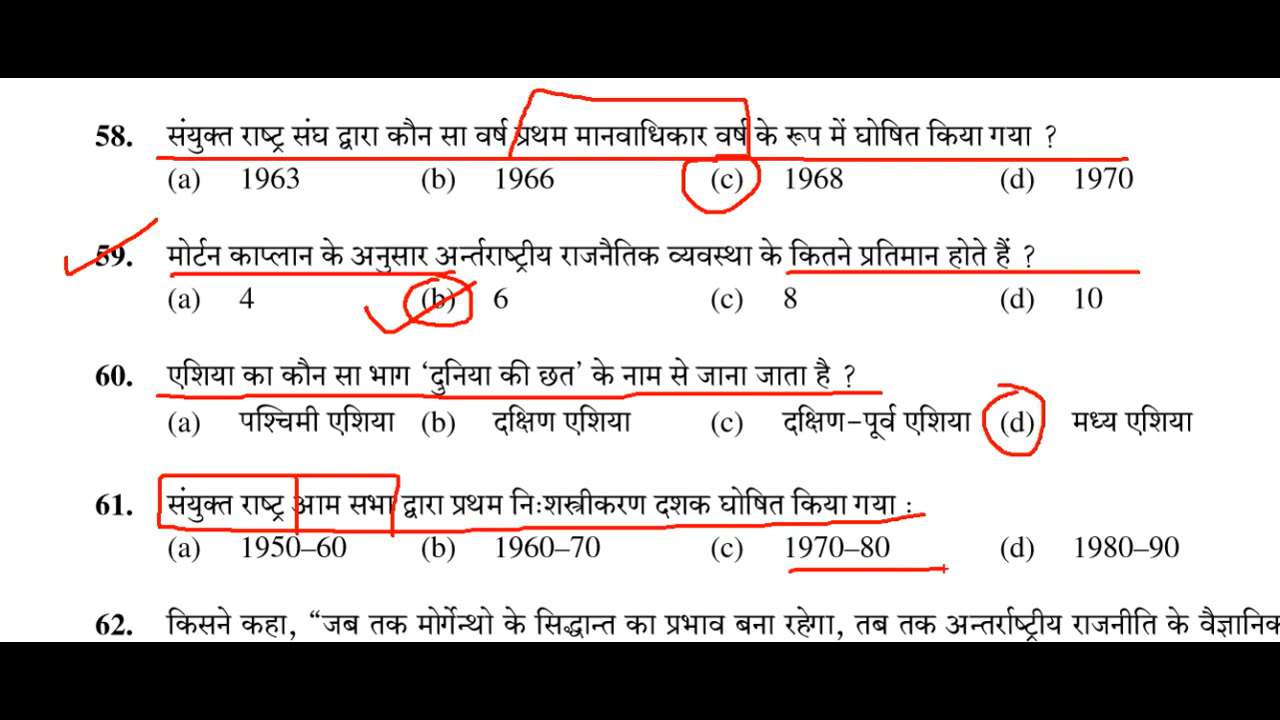 58. संयुक्त राष्ट्र संघ द्वारा कौन सा वर्ष प्रथम मानवाधिकार वर्ष के रूप में घोषित किया गया ?
(a) 1963 (b) 1966 (c) 1968 (d) 1970
59. मोर्टन काप्लान के अनुसार अर्न्तराष्ट्रीय राजनैतिक व्यवस्था के कितने प्रतिमान होते हैं ?
(a) 4 (b) 6 (c) 8 (d) 10
60. एशिया का कौन सा भाग ‘दुनिया की छत’ के नाम से जाना जाता है ?
(a) पश्चिमी एशिया (b) दक्षिण एशिया (c) दक्षिण-पूर्व एशिया (d) मध्य एशिया
61. संयुक्त राष्ट्र आम सभा द्वारा प्रथम निःशस्त्रीकरण दशक घोषित किया गया :
(a) 1950–60 (b) 1960–70 (c) 1970–80 (d) 1980–90
62. किसने कहा, “जब तक मोर्गेन्थो के सिद्धान्त का प्रभाव बना रहेगा, तब तक अन्तर्राष्ट्रीय राजनीति के वैज्ञानिक